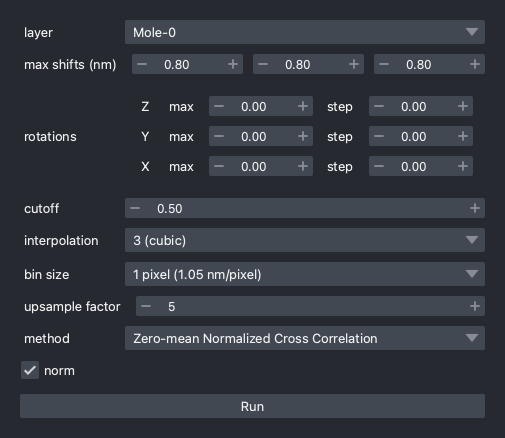 layer Mole-0
max shifts (nm) − 0.80 + − 0.80 + − 0.80 +
Z max − 0.00 + step − 0.00 +
rotations Y max − 0.00 + step − 0.00 +
X max − 0.00 + step − 0.00 +
cutoff − 0.50 +
interpolation 3 (cubic)
bin size 1 pixel (1.05 nm/pixel)
upsample factor − 5 +
method Zero-mean Normalized Cross Correlation
norm
Run